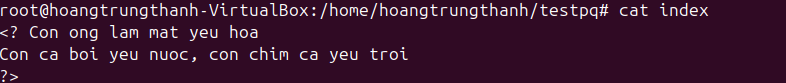 root@hoangtrungthanh-VirtualBox:/home/hoangtrungthanh/testpq# cat index
<? Con ong lam mat yeu hoa
Con ca boi yeu nuoc, con chim ca yeu troi
?>